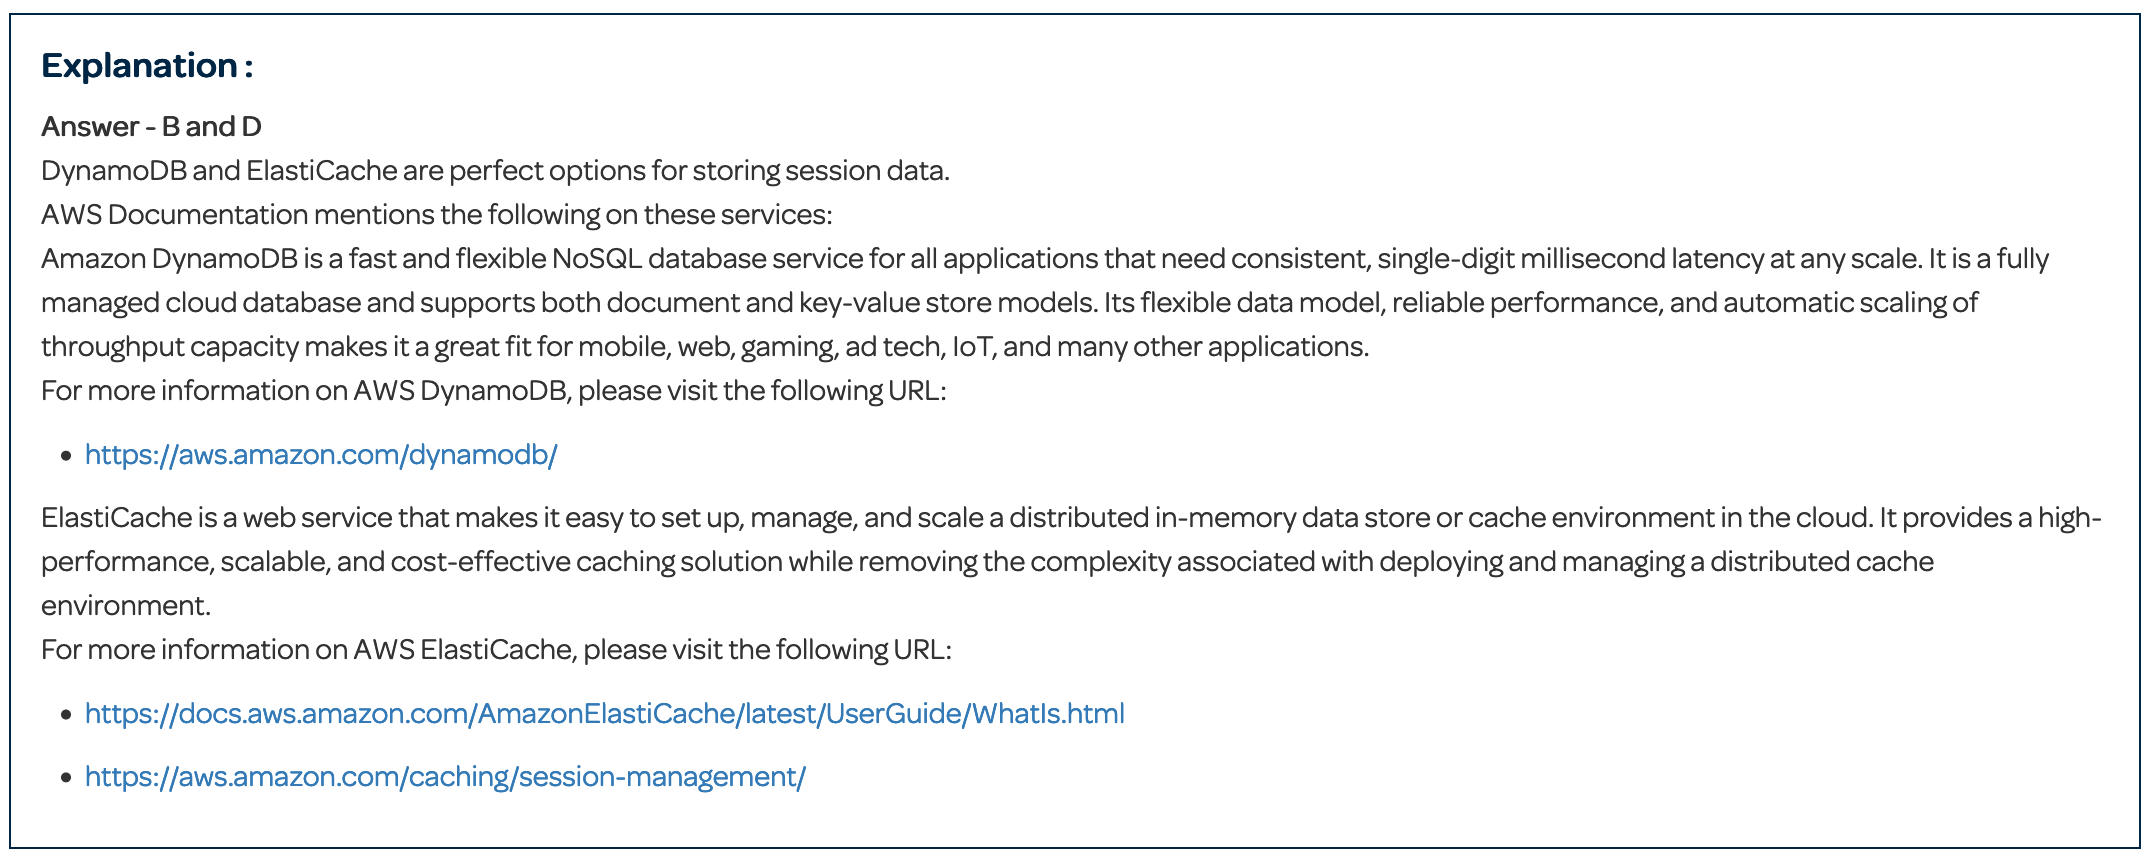 Explanation :
Answer - B and D
DynamoDB and ElastiCache are perfect options for storing session data.
AWS Documentation mentions the following on these services:
Amazon DynamoDB is a fast and flexible NoSQL database service for all applications that need consistent, single-digit millisecond latency at any scale. It is a fully
managed cloud database and supports both document and key-value store models. Its flexible data model, reliable performance, and automatic scaling of
throughput capacity makes it a great fit for mobile, web, gaming, ad tech, IoT, and many other applications.
For more information on AWS DynamoDB, please visit the following URL:
• https://aws.amazon.com/dynamodb/
ElastiCache is a web service that makes it easy to set up, manage, and scale a distributed in-memory data store or cache environment in the cloud. It provides a high-
performance, scalable, and cost-effective caching solution while removing the complexity associated with deploying and managing a distributed cache
environment.
For more information on AWS ElastiCache, please visit the following URL:
• https://docs.aws.amazon.com/AmazonElastiCache/latest/UserGuide/WhatIs.html
• https://aws.amazon.com/caching/session-management/